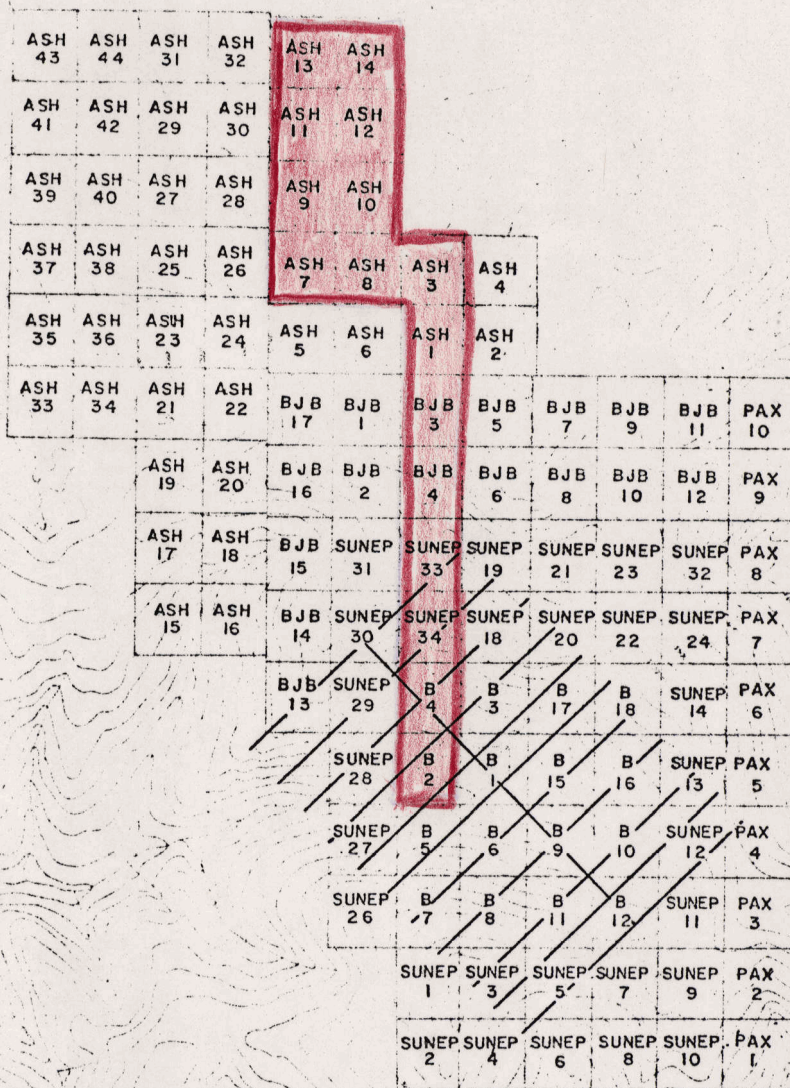 ASH ASH ASH ASH ASH ASH
43 44 31 32 13 14
ASH ASH ASH ASH ASH ASH
41 42 29 30 11 12
ASH ASH ASH ASH ASH ASH
39 40 27 28 9 10
ASH ASH ASH ASH ASH ASH ASH ASH
37 38 25 26 7 8 3 4
ASH ASH ASH ASH ASH ASH ASH ASH
35 36 23 24 5 6 1 2
ASH ASH ASH ASH BJB BJB BJB BJB BJB BJB BJB PAX
33 34 21 22 17 1 3 5 7 9 11 10
ASH ASH BJB BJB BJB BJB BJB BJB BJB PAX
19 20 16 2 4 6 8 10 12 9
ASH ASH BJB SUNEP SUNEP SUNEP SUNEP SUNEP SUNEP PAX
17 18 15 31 33 19 21 23 32 8
ASH ASH BJB SUNEP SUNEP SUNEP SUNEP SUNEP SUNEP PAX
15 16 14 30 34 18 20 22 24 7
BJB SUNEP B B B B SUNEP PAX
13 29 4 3 17 18 14 6
SUNEP B B B B SUNEP PAX
28 2 1 15 16 13 5
SUNEP B B B B SUNEP PAX
27 5 6 9 10 12 4
SUNEP B B B B SUNEP PAX
26 7 8 11 12 11 3
SUNEP SUNEP SUNEP SUNEP SUNEP PAX
1 3 5 7 9 2
SUNEP SUNEP SUNEP SUNEP SUNEP PAX
2 4 6 8 10 1